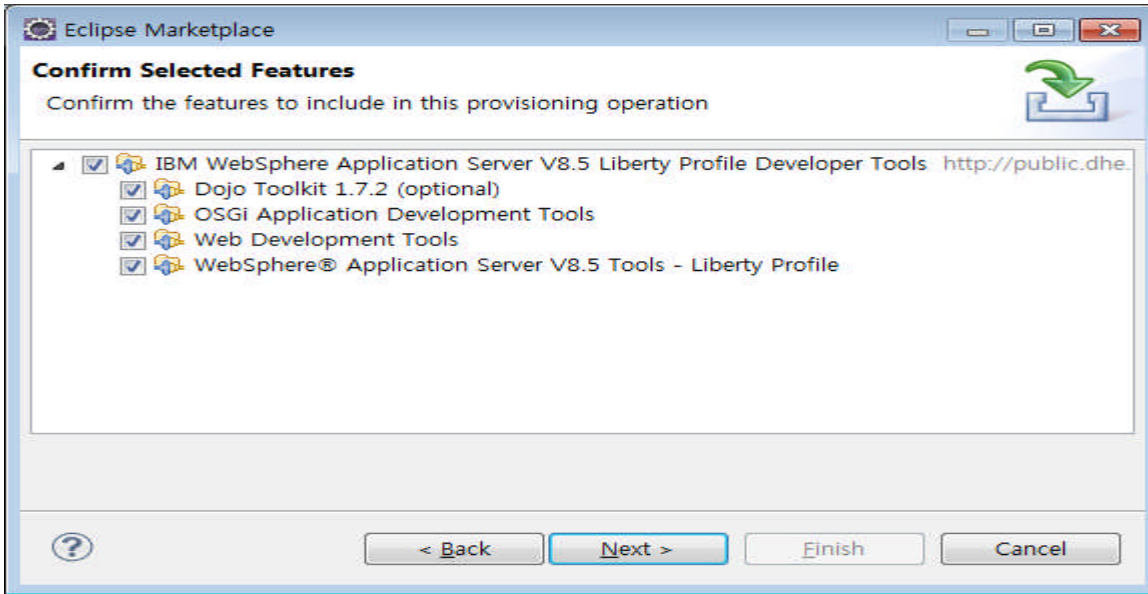 Eclipse Marketplace
Confirm Selected Features
Confirm the features to include in this provisioning operation
IBM WebSphere Application Server V8.5 Liberty Profile Developer Tools http://public.dhe.
Dojo Toolkit 1.7.2 (optional)
OSGi Application Development Tools
Web Development Tools
WebSphere® Application Server V8.5 Tools - Liberty Profile
< Back Next > Finish Cancel